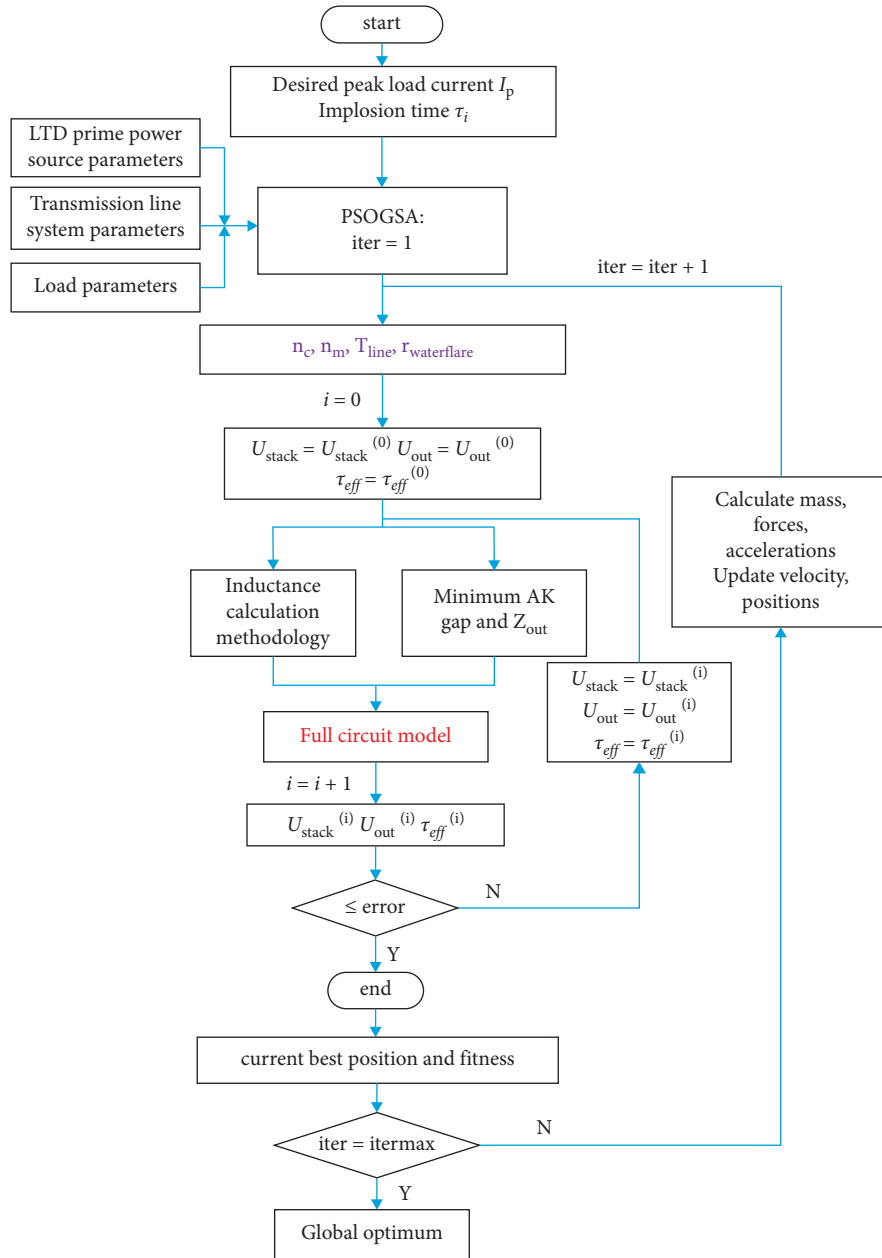 start
Desired peak load current Iₚ
Implosion time τᵢ
LTD prime power
source parameters
Transmission line
system parameters
Load parameters
PSOGSA:
iter = 1
iter = iter + 1
n_c, n_m, T_line, r_waterflare
i = 0
U_stack = U_stack^(0) U_out = U_out^(0)
τ_eff = τ_eff^(0)
Calculate mass,
forces,
accelerations
Update velocity,
positions
Inductance
calculation
methodology
Minimum AK
gap and Z_out
U_stack = U_stack^(i)
U_out = U_out^(i)
τ_eff = τ_eff^(i)
Full circuit model
i = i + 1
U_stack^(i) U_out^(i) τ_eff^(i)
≤ error
N
Y
end
current best position and fitness
iter = itermax
N
Y
Global optimum